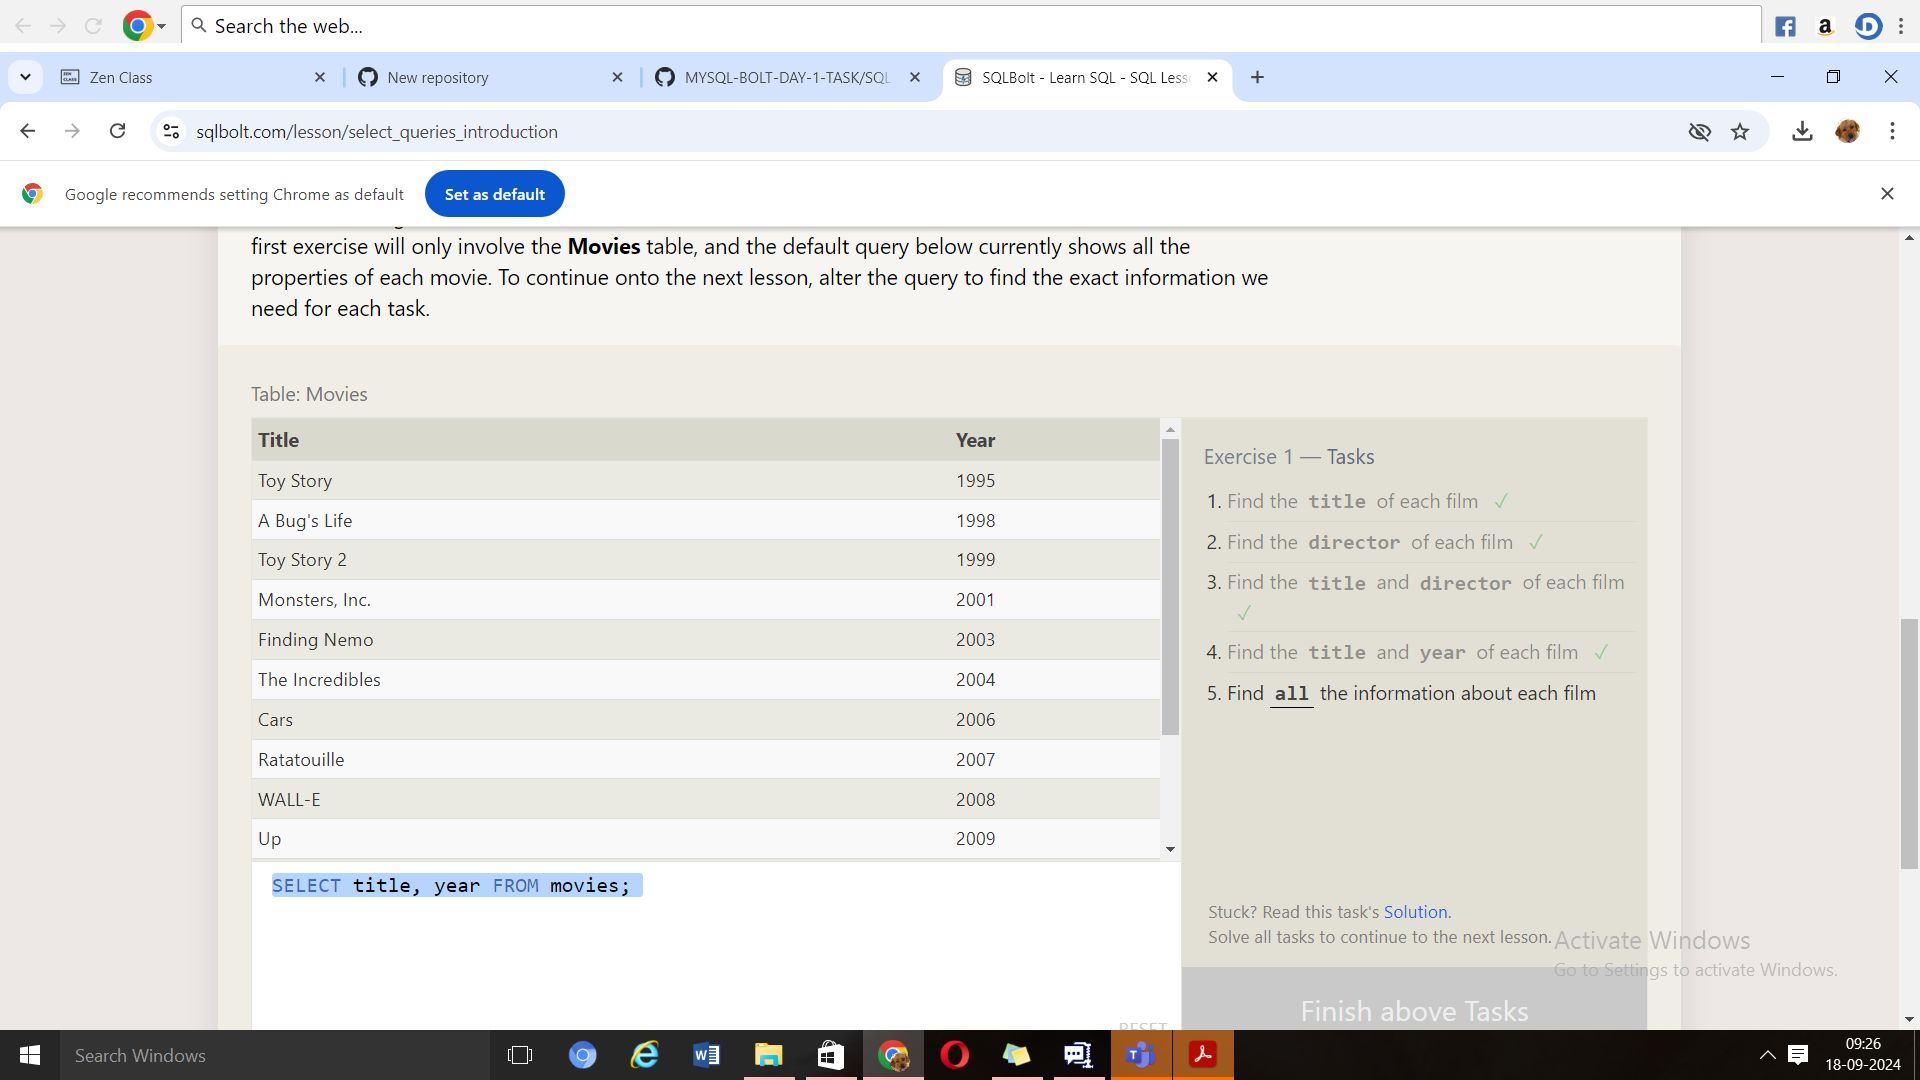 Search the web...
Zen Class
New repository
MYSQL-BOLT-DAY-1-TASK/SQL
SQLBolt - Learn SQL - SQL Less
sqlbolt.com/lesson/select_queries_introduction
Google recommends setting Chrome as default
Set as default
first exercise will only involve the Movies table, and the default query below currently shows all the
properties of each movie. To continue onto the next lesson, alter the query to find the exact information we
need for each task.
Table: Movies
Title Year
Toy Story 1995
A Bug's Life 1998
Toy Story 2 1999
Monsters, Inc. 2001
Finding Nemo 2003
The Incredibles 2004
Cars 2006
Ratatouille 2007
WALL-E 2008
Up 2009
SELECT title, year FROM movies;
RESET
Exercise 1 — Tasks
1. Find the title of each film ✓
2. Find the director of each film ✓
3. Find the title and director of each film
✓
4. Find the title and year of each film ✓
5. Find all the information about each film
Stuck? Read this task's Solution.
Solve all tasks to continue to the next lesson.
Finish above Tasks
Activate Windows
Go to Settings to activate Windows.
Search Windows
09:26
18-09-2024